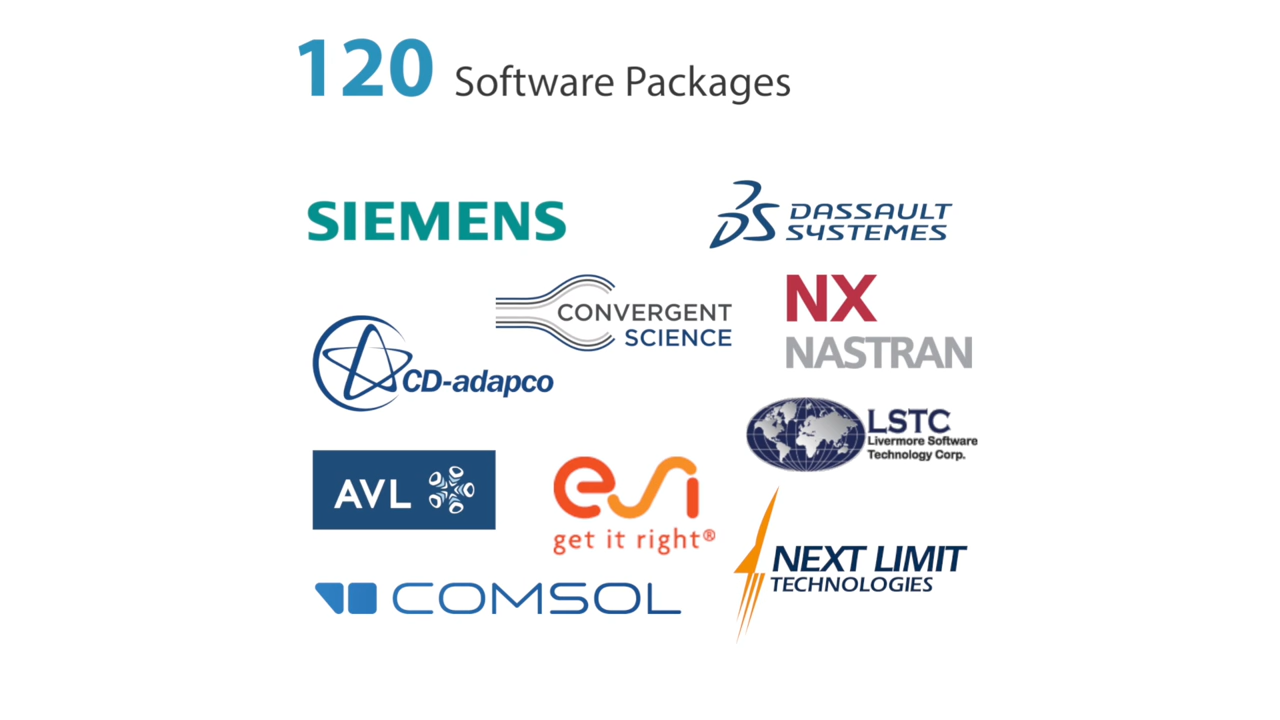 120 Software Packages
SIEMENS
DASSAULT
SYSTEMES
CONVERGENT
SCIENCE
NX
NASTRAN
CD-adapco
LSTC
Livermore Software
Technology Corp.
AVL
esi
get it right®
NEXT LIMIT
TECHNOLOGIES
COMSOL